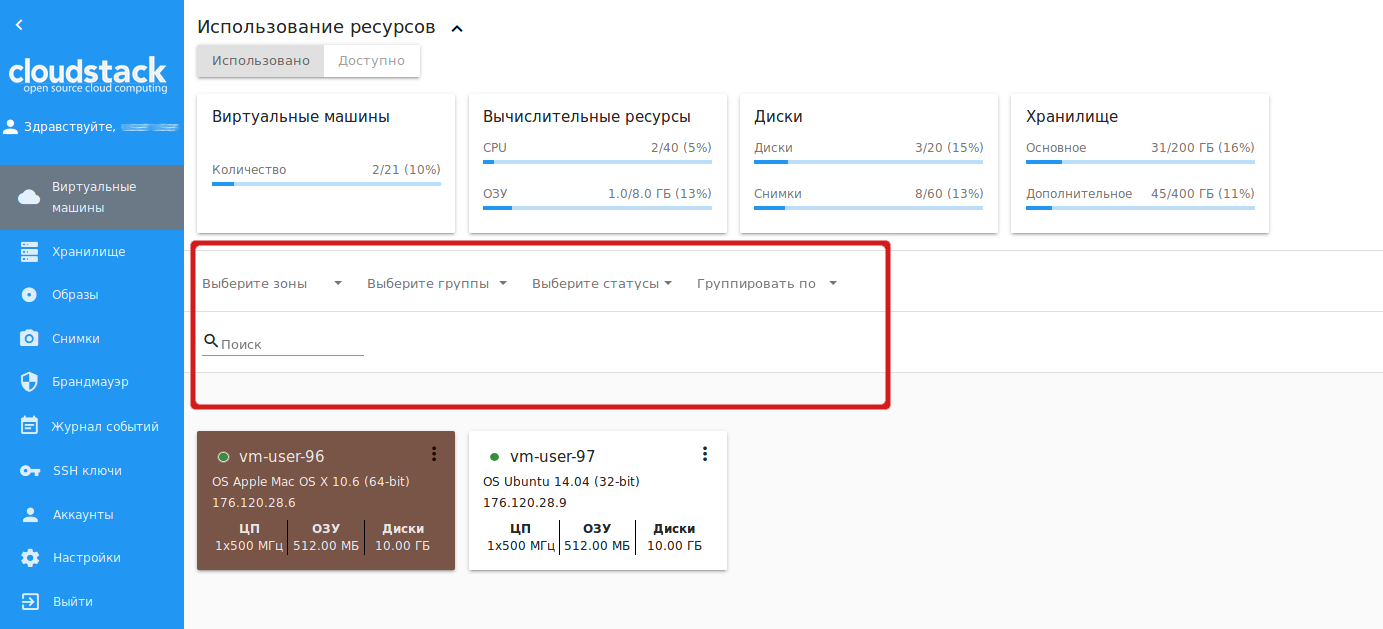 cloudstack
open source cloud computing
Здравствуйте,
Виртуальные
машины
Хранилище
Образы
Снимки
Брандмауэр
Журнал событий
SSH ключи
Аккаунты
Настройки
Выйти
Использование ресурсов
Использовано Доступно
Виртуальные машины
Количество 2/21 (10%)
Вычислительные ресурсы
CPU 2/40 (5%)
ОЗУ 1.0/8.0 ГБ (13%)
Диски
Диски 3/20 (15%)
Снимки 8/60 (13%)
Хранилище
Основное 31/200 ГБ (16%)
Дополнительное 45/400 ГБ (11%)
Выберите зоны Выберите группы Выберите статусы Группировать по
Поиск
vm-user-96
OS Apple Mac OS X 10.6 (64-bit)
176.120.28.6
ЦП ОЗУ Диски
1x500 МГц 512.00 МБ 10.00 ГБ
vm-user-97
OS Ubuntu 14.04 (32-bit)
176.120.28.9
ЦП ОЗУ Диски
1x500 МГц 512.00 МБ 10.00 ГБ